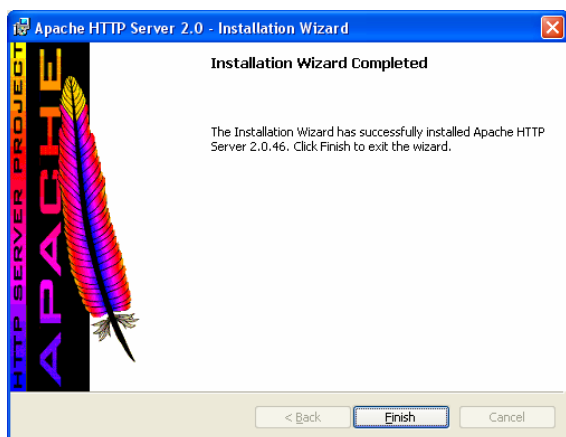 Apache HTTP Server 2.0 - Installation Wizard
HTTP SERVER PROJECT
APACHE
Installation Wizard Completed
The Installation Wizard has successfully installed Apache HTTP
Server 2.0.46. Click Finish to exit the wizard.
< Back
Finish
Cancel